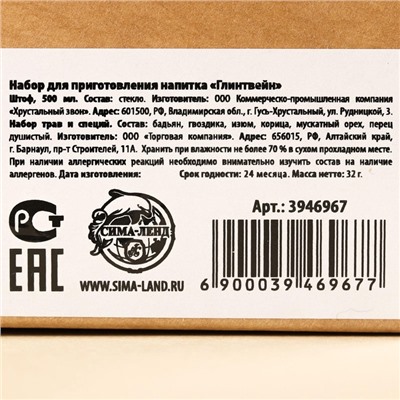 Набор для приготовления напитка «Глинтвейн»
Штоф, 500 мл. Состав: стекло. Изготовитель: ООО Коммерческо-промышленная компания
«Хрустальный звон». Адрес: 601500, РФ, Владимирская обл., г. Гусь-Хрустальный, ул. Рудницкой, 3.
Набор трав и специй. Состав: бадьян, гвоздика, изюм, корица, мускатный орех, перец
душистый. Изготовитель: ООО "Торговая компания". Адрес: 656015, РФ, Алтайский край,
г. Барнаул, пр-т Строителей, 11А. Хранить при влажности не более 70 % в сухом прохладном месте.
При наличии аллергических реакций необходимо внимательно изучить состав на наличие
аллергенов. Дата изготовления: Срок годности: 24 месяца. Масса нетто: 32 г.
Арт.: 3946967
РСТ
ЕАС
СИМА-ЛЕНД
WWW.SIMA-LAND.RU
6 900039 469677